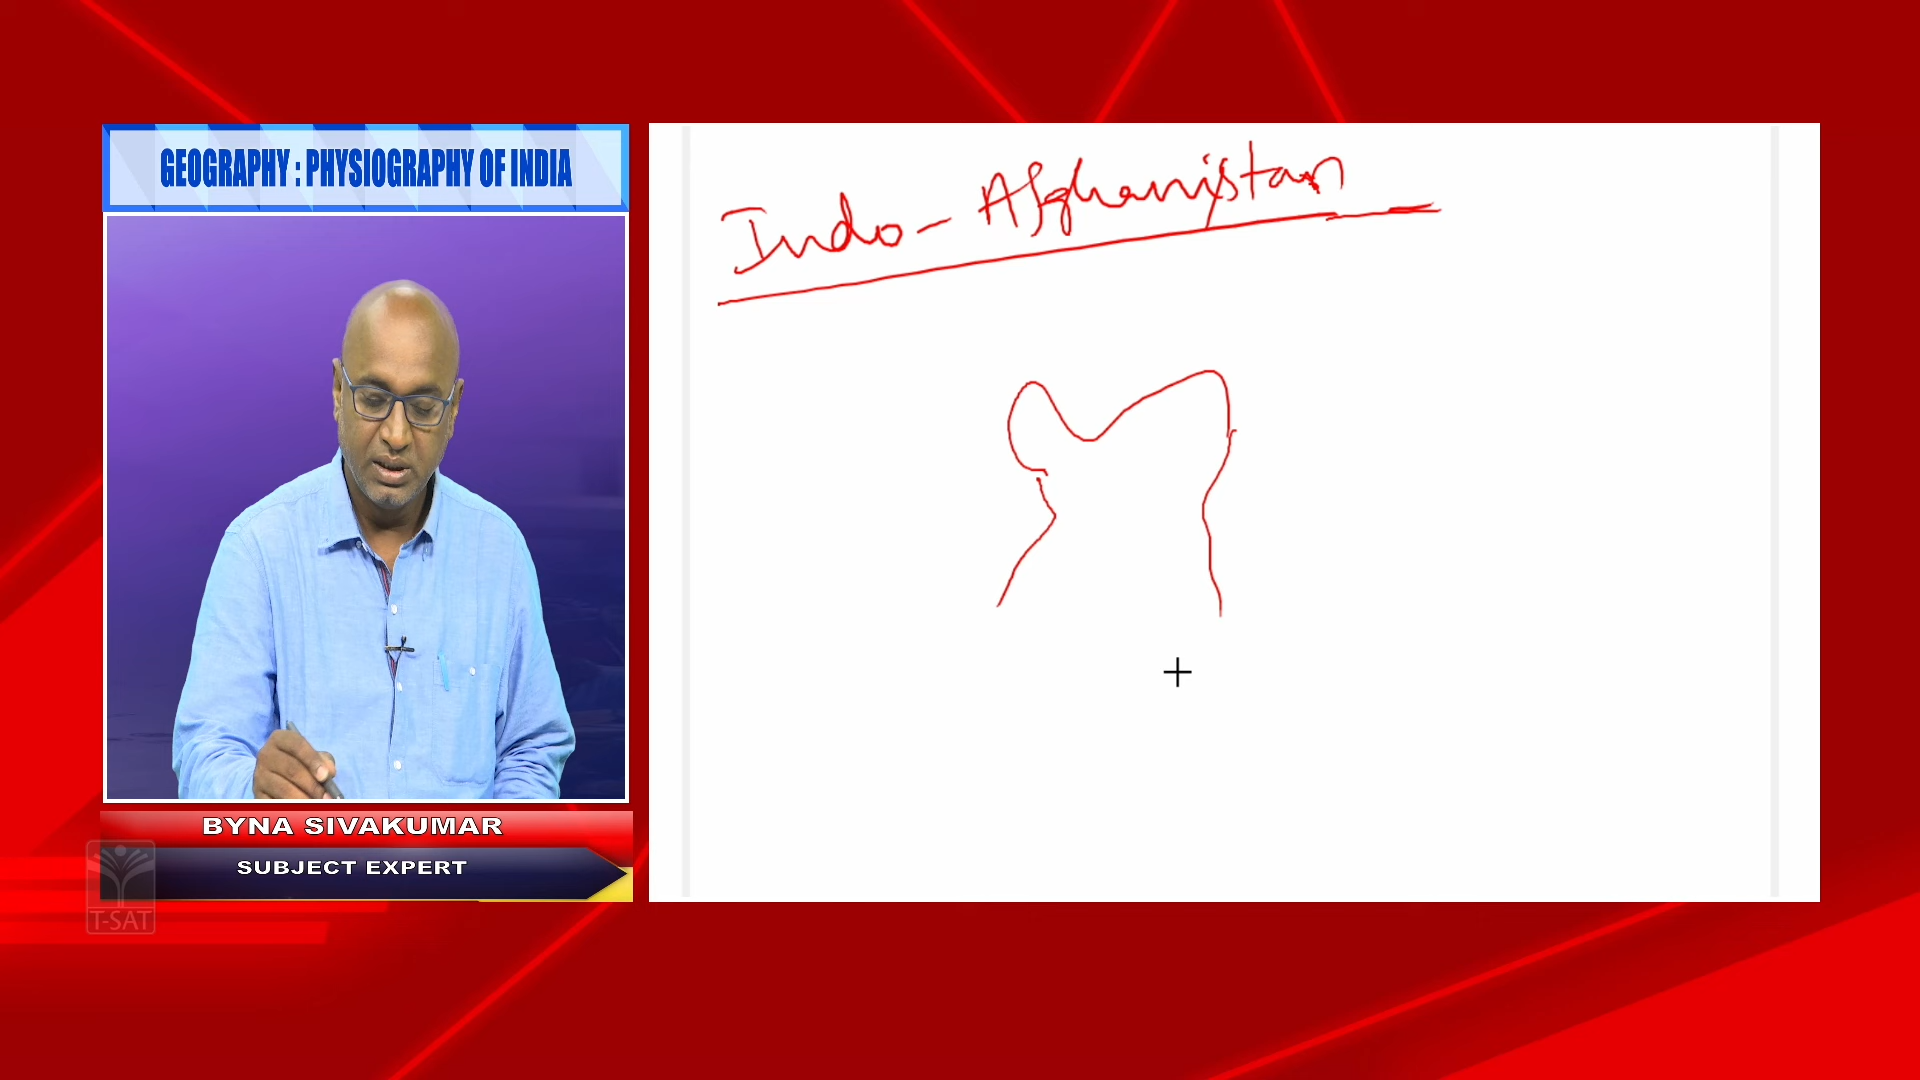 GEOGRAPHY : PHYSIOGRAPHY OF INDIA
Indo - Afghanistan
BYNA SIVAKUMAR
SUBJECT EXPERT
T-SAT